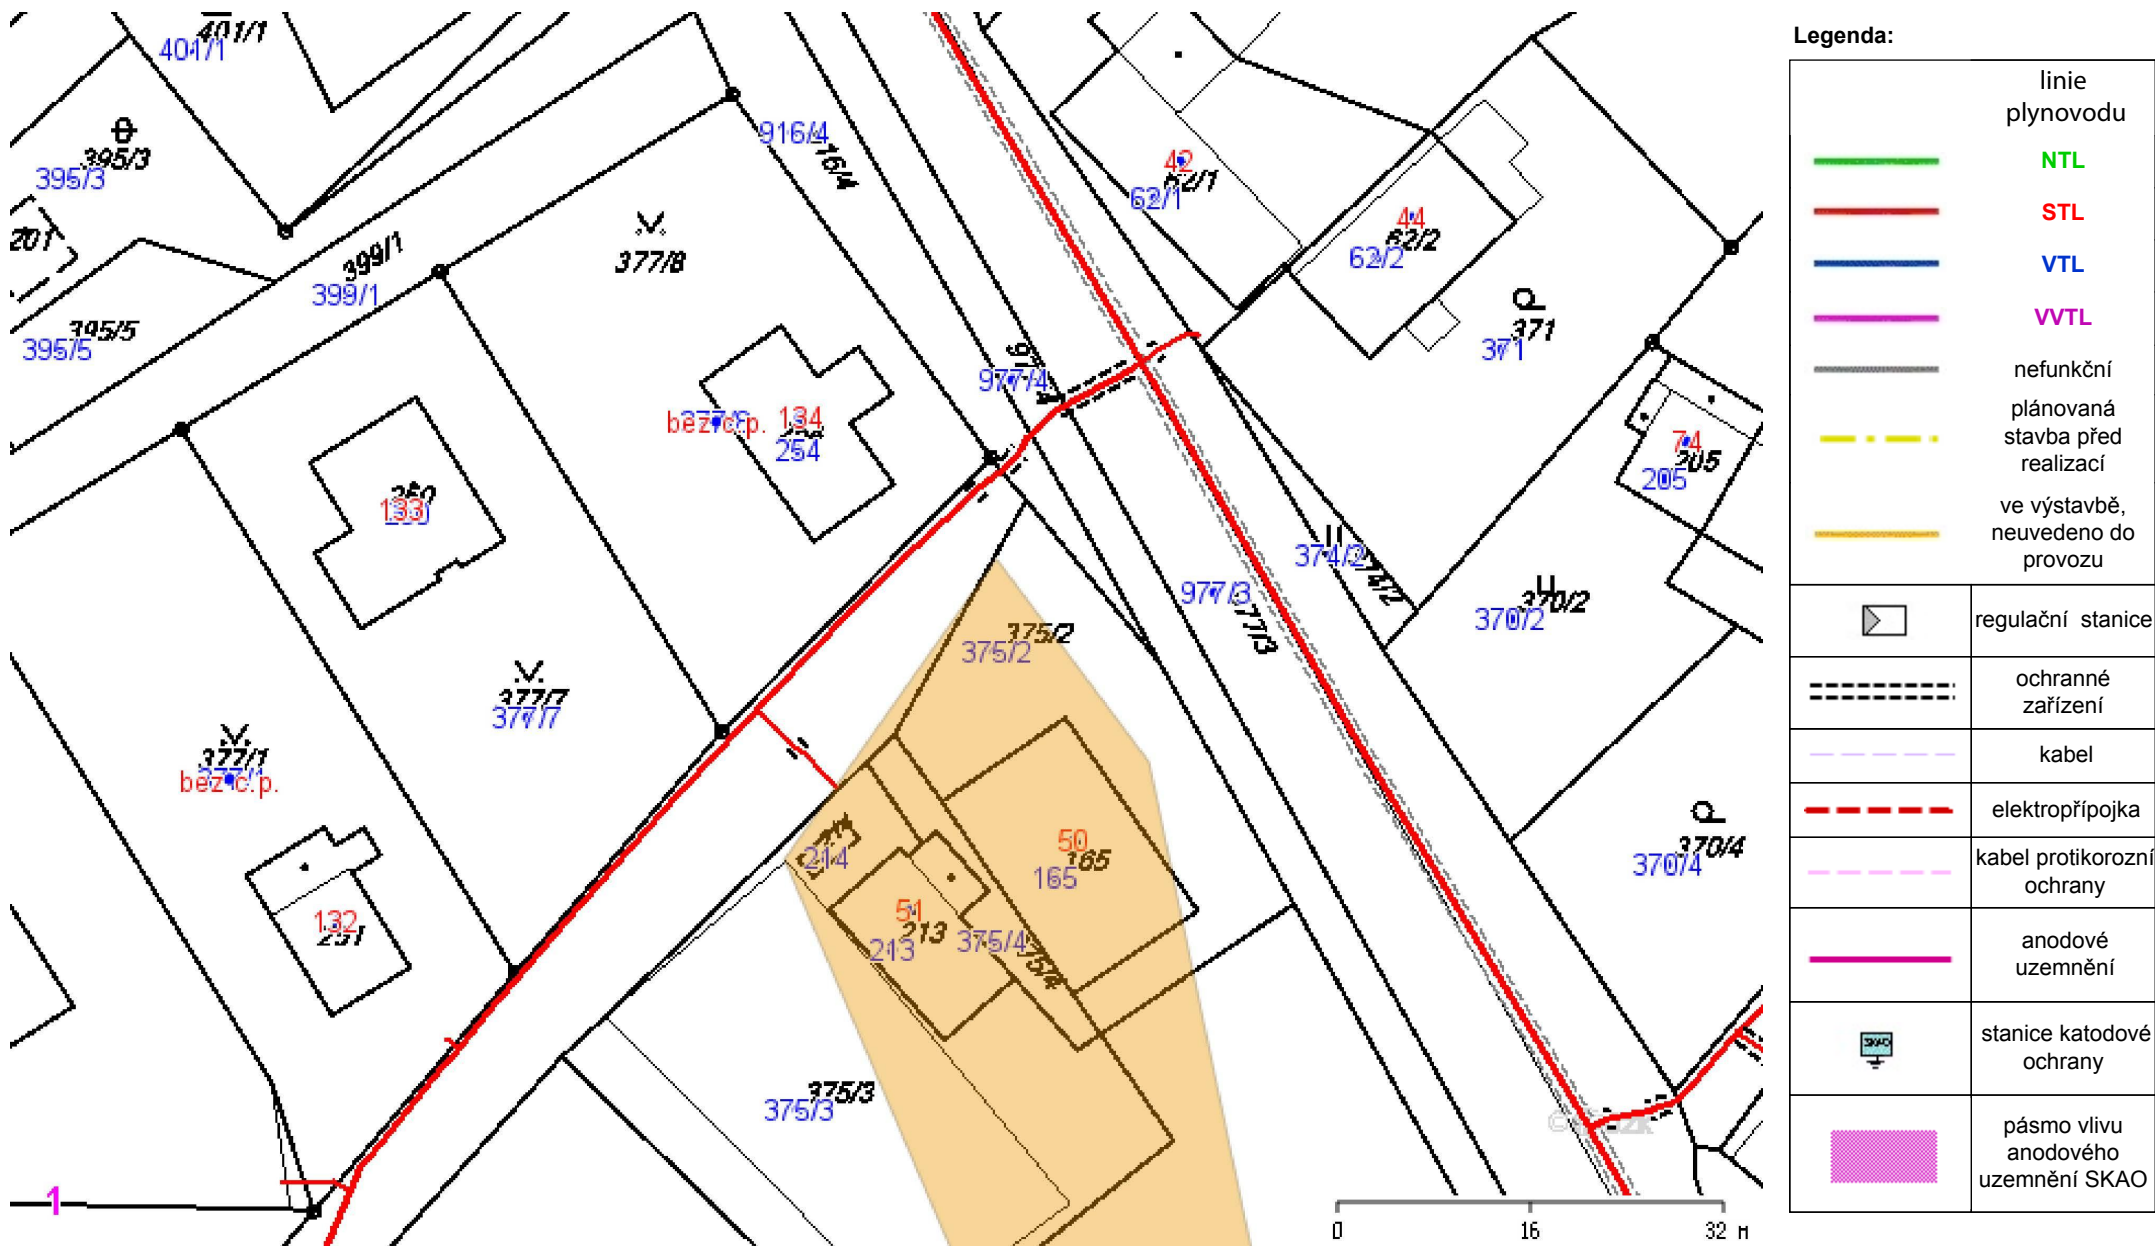 401/1
401/1
395/3
395/3
201
399/1
399/1
395/5
395/5
377/8
916/4
42
62/1
62/1
44
62/2
62/2
371
371
977/4
bez č.p.
134
254
133
74
205
205
374/2
374/2
370/2
370/2
977/3
977/3
375/2
375/2
377/7
377/7
377/1
377/1
bez č.p.
50
165
165
214
51
213
213
375/4
375/4
370/4
370/4
132
251
375/3
375/3
1
0 16 32 м
Legenda:
linie
plynovodu
NTL
STL
VTL
VVTL
nefunkční
plánovaná
stavba před
realizací
ve výstavbě,
neuvedeno do
provozu
regulační stanice
ochranné
zařízení
kabel
elektropřípojka
kabel protikorozní
ochrany
anodové
uzemnění
SKAO
stanice katodové
ochrany
pásmo vlivu
anodového
uzemnění SKAO